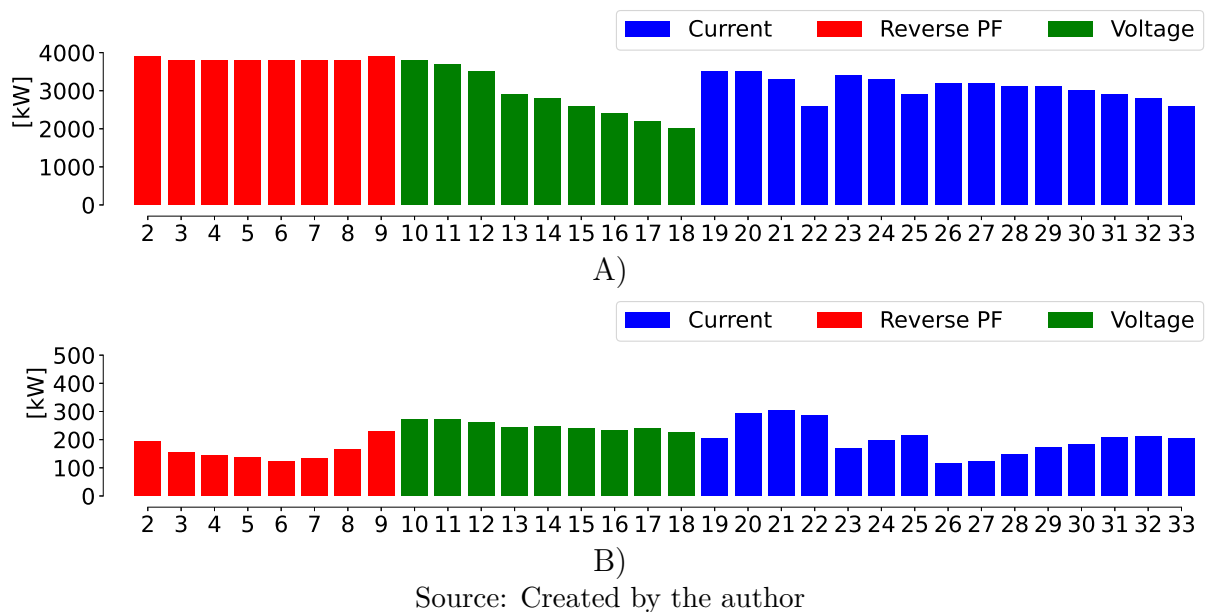 Current Reverse PF Voltage
4000
3000
2000
1000
0
[kW]
2 3 4 5 6 7 8 9 10 11 12 13 14 15 16 17 18 19 20 21 22 23 24 25 26 27 28 29 30 31 32 33
A)
Current Reverse PF Voltage
500
400
300
200
100
0
[kW]
2 3 4 5 6 7 8 9 10 11 12 13 14 15 16 17 18 19 20 21 22 23 24 25 26 27 28 29 30 31 32 33
B)
Source: Created by the author